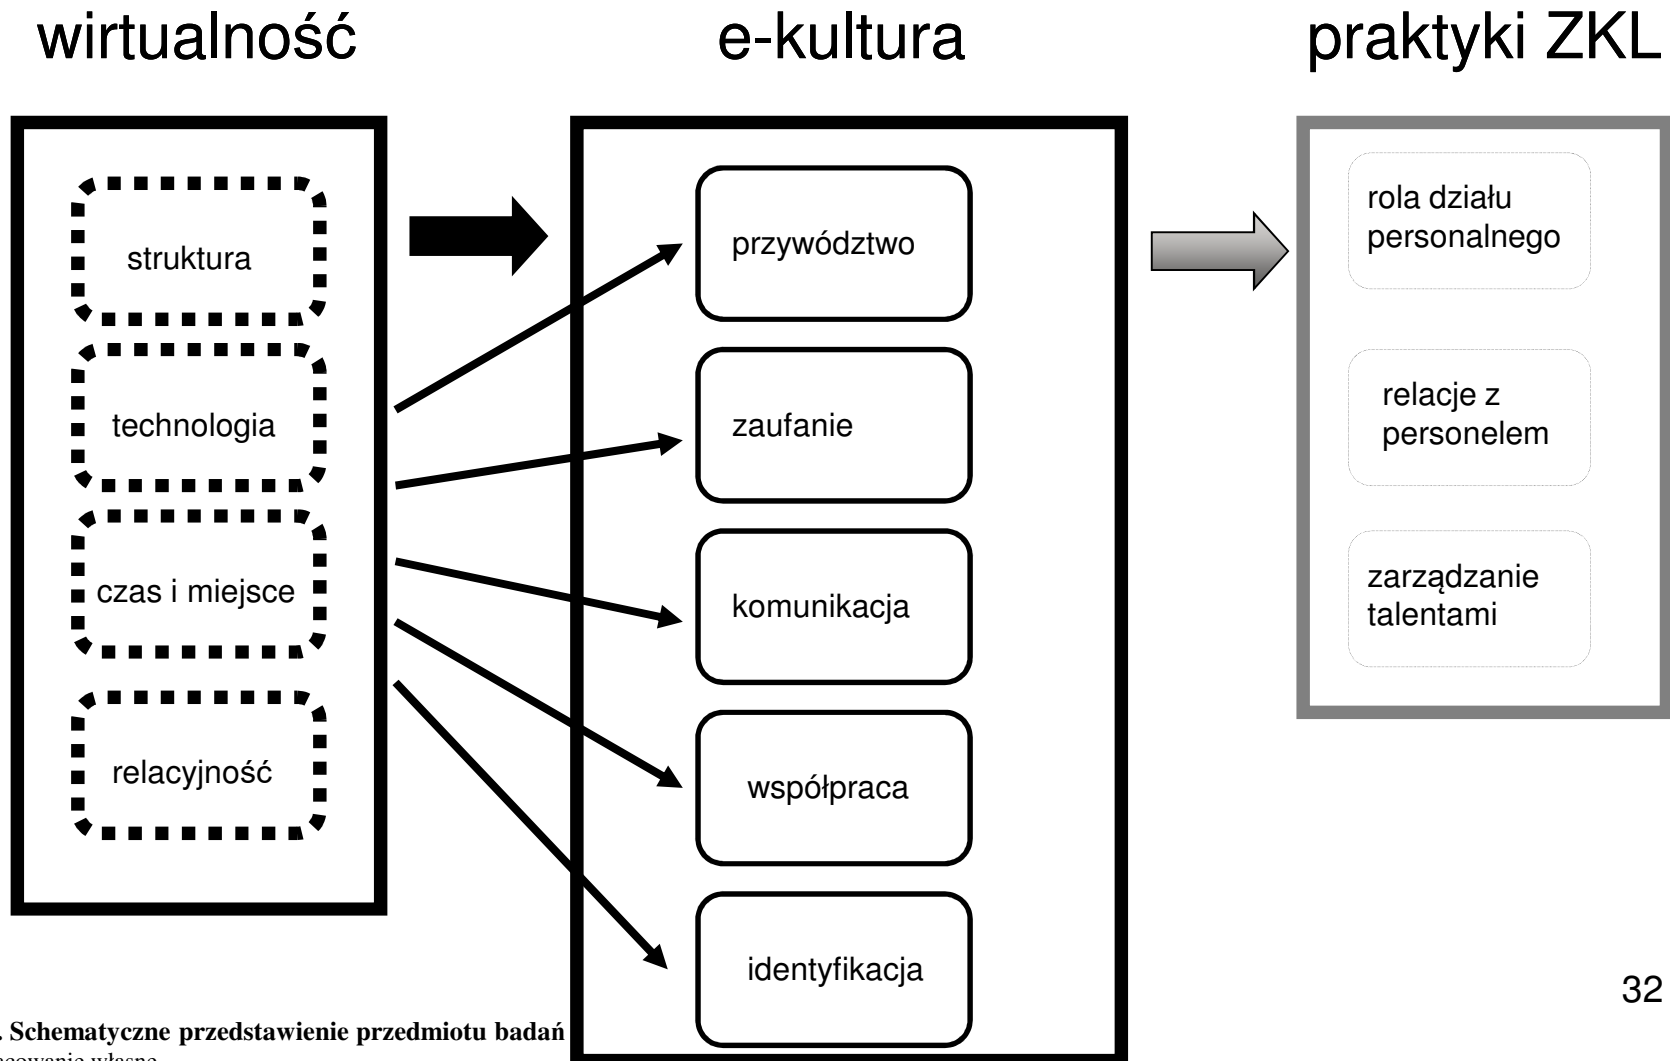 wirtualność
e-kultura
praktyki ZKL
struktura
technologia
czas i miejsce
relacyjność
przywództwo
zaufanie
komunikacja
współpraca
identyfikacja
rola działu
personalnego
relacje z
personelem
zarządzanie
talentami
32
. Schematyczne przedstawienie przedmiotu badań
własne